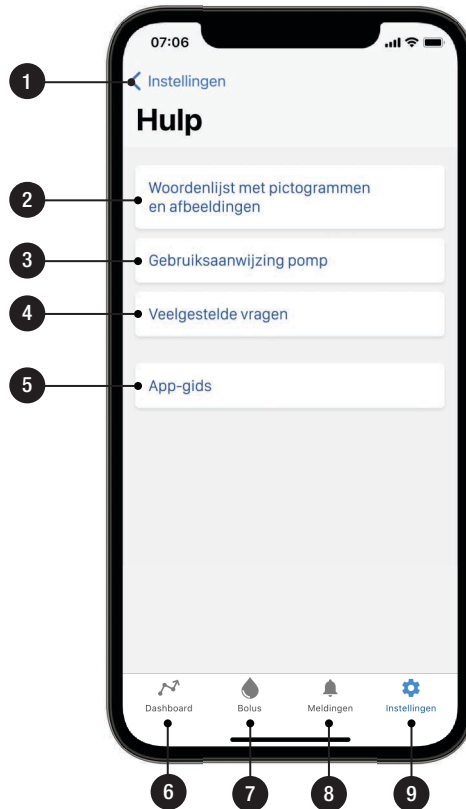 07:06
1
Instellingen
Hulp
2
Woordenlijst met pictogrammen
en afbeeldingen
3
Gebruiksaanwijzing pomp
4
Veelgestelde vragen
5
App-gids
Dashboard
Bolus
Meldingen
Instellingen
6
7
8
9